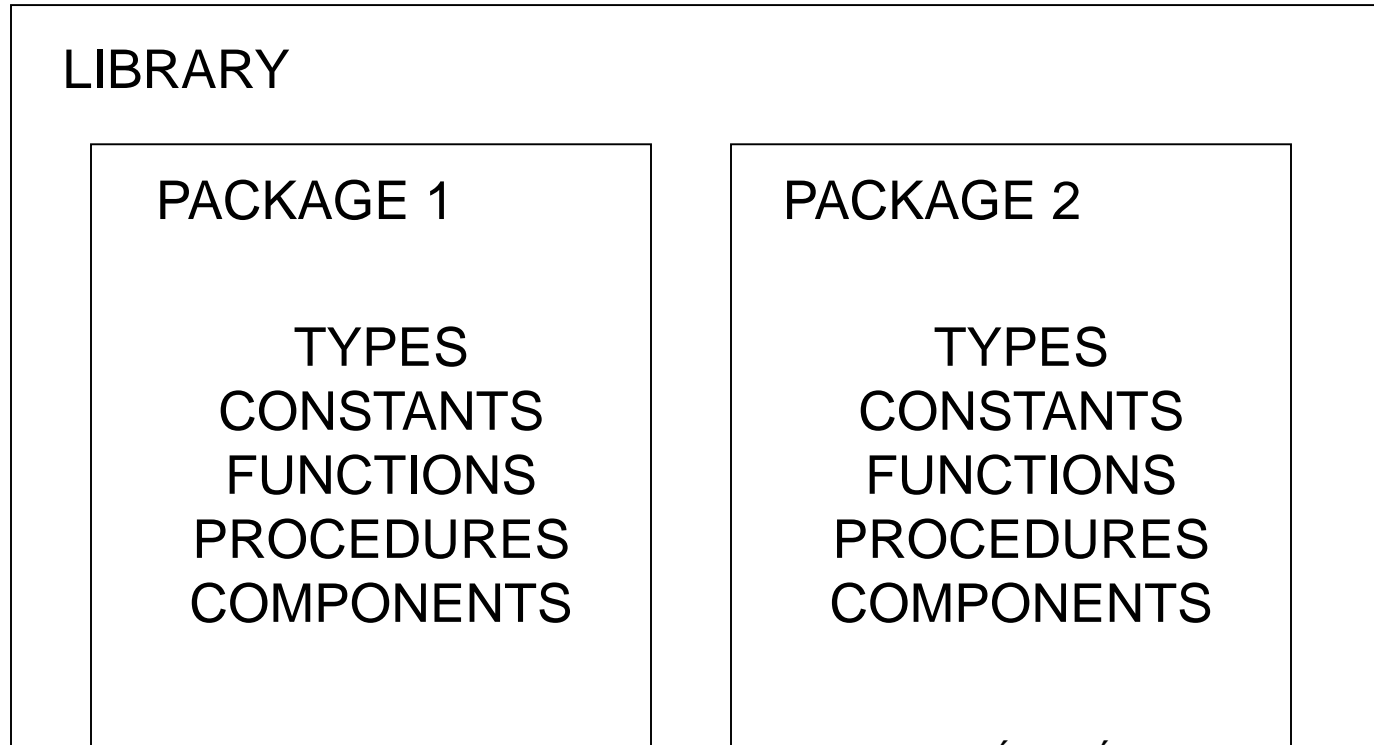 LIBRARY
PACKAGE 1
TYPES
CONSTANTS
FUNCTIONS
PROCEDURES
COMPONENTS
PACKAGE 2
TYPES
CONSTANTS
FUNCTIONS
PROCEDURES
COMPONENTS